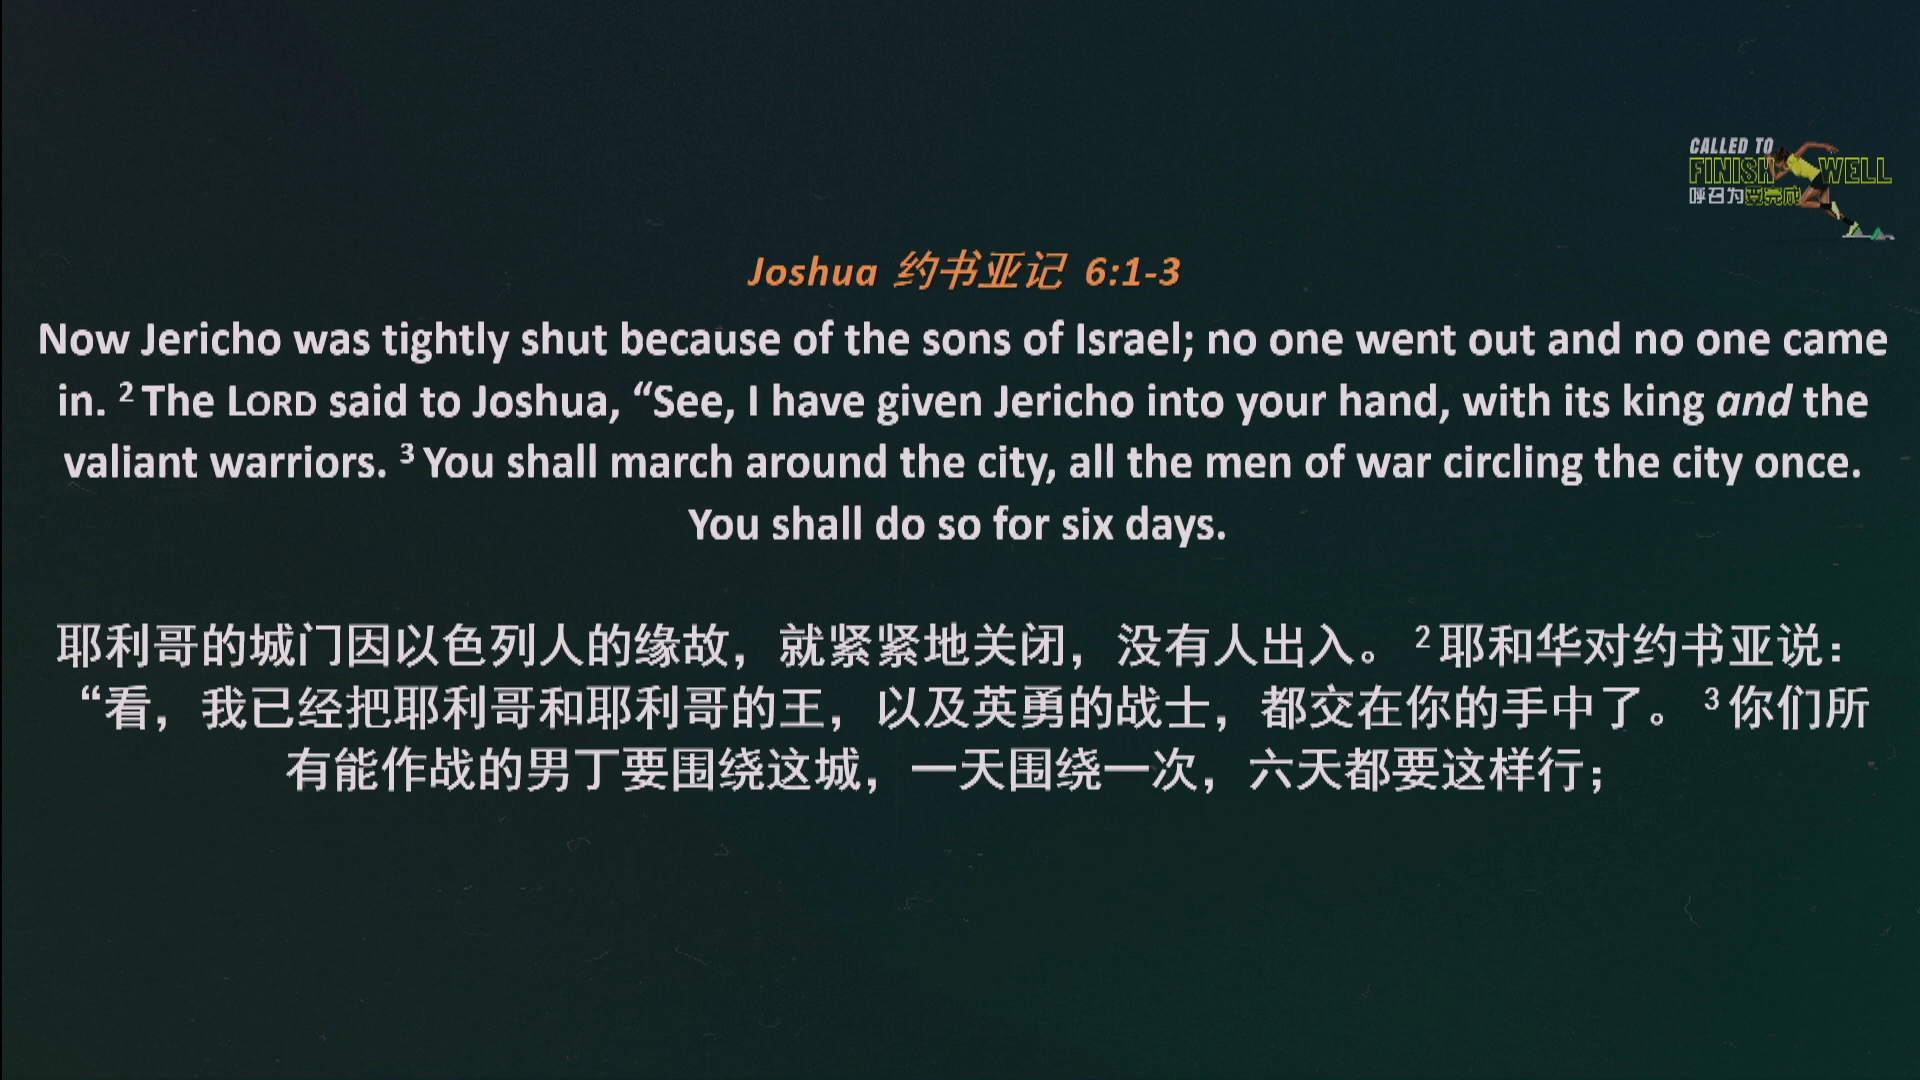 CALLED TO
FINISH WELL
呼召为要完成
Joshua 约书亚记 6:1-3
Now Jericho was tightly shut because of the sons of Israel; no one went out and no one came
in. ² The LORD said to Joshua, “See, I have given Jericho into your hand, with its king and the
valiant warriors. ³ You shall march around the city, all the men of war circling the city once.
You shall do so for six days.
耶利哥的城门因以色列人的缘故，就紧紧地关闭，没有人出入。 ² 耶和华对约书亚说：
“看，我已经把耶利哥和耶利哥的王，以及英勇的战士，都交在你的手中了。 ³ 你们所
有能作战的男丁要围绕这城，一天围绕一次，六天都要这样行；